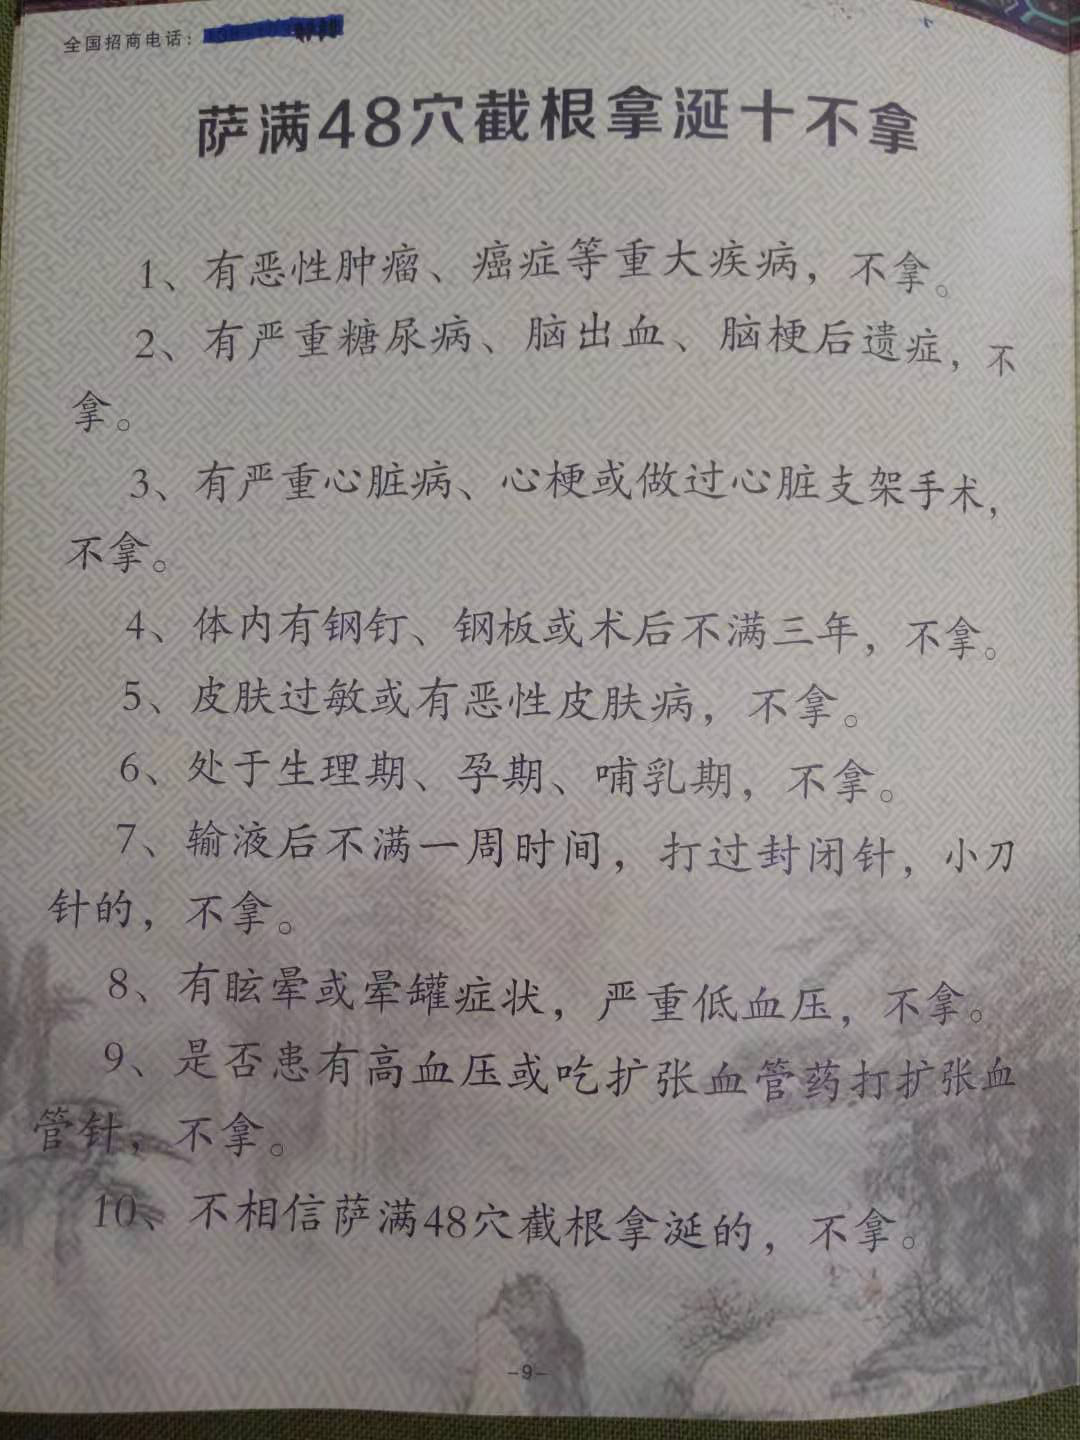 全国招商电话：
萨满48穴截根拿涎十不拿
1、有恶性肿瘤、癌症等重大疾病，不拿。
2、有严重糖尿病、脑出血、脑梗后遗症，不
拿。
3、有严重心脏病、心梗或做过心脏支架手术，
不拿。
4、体内有钢钉、钢板或术后不满三年，不拿。
5、皮肤过敏或有恶性皮肤病，不拿。
6、处于生理期、孕期、哺乳期，不拿。
7、输液后不满一周时间，打过封闭针，小刀
针的，不拿。
8、有眩晕或晕罐症状，严重低血压，不拿。
9、是否患有高血压或吃扩张血管药打扩张血
管针，不拿。
10、不相信萨满48穴截根拿涎的，不拿。
-9-